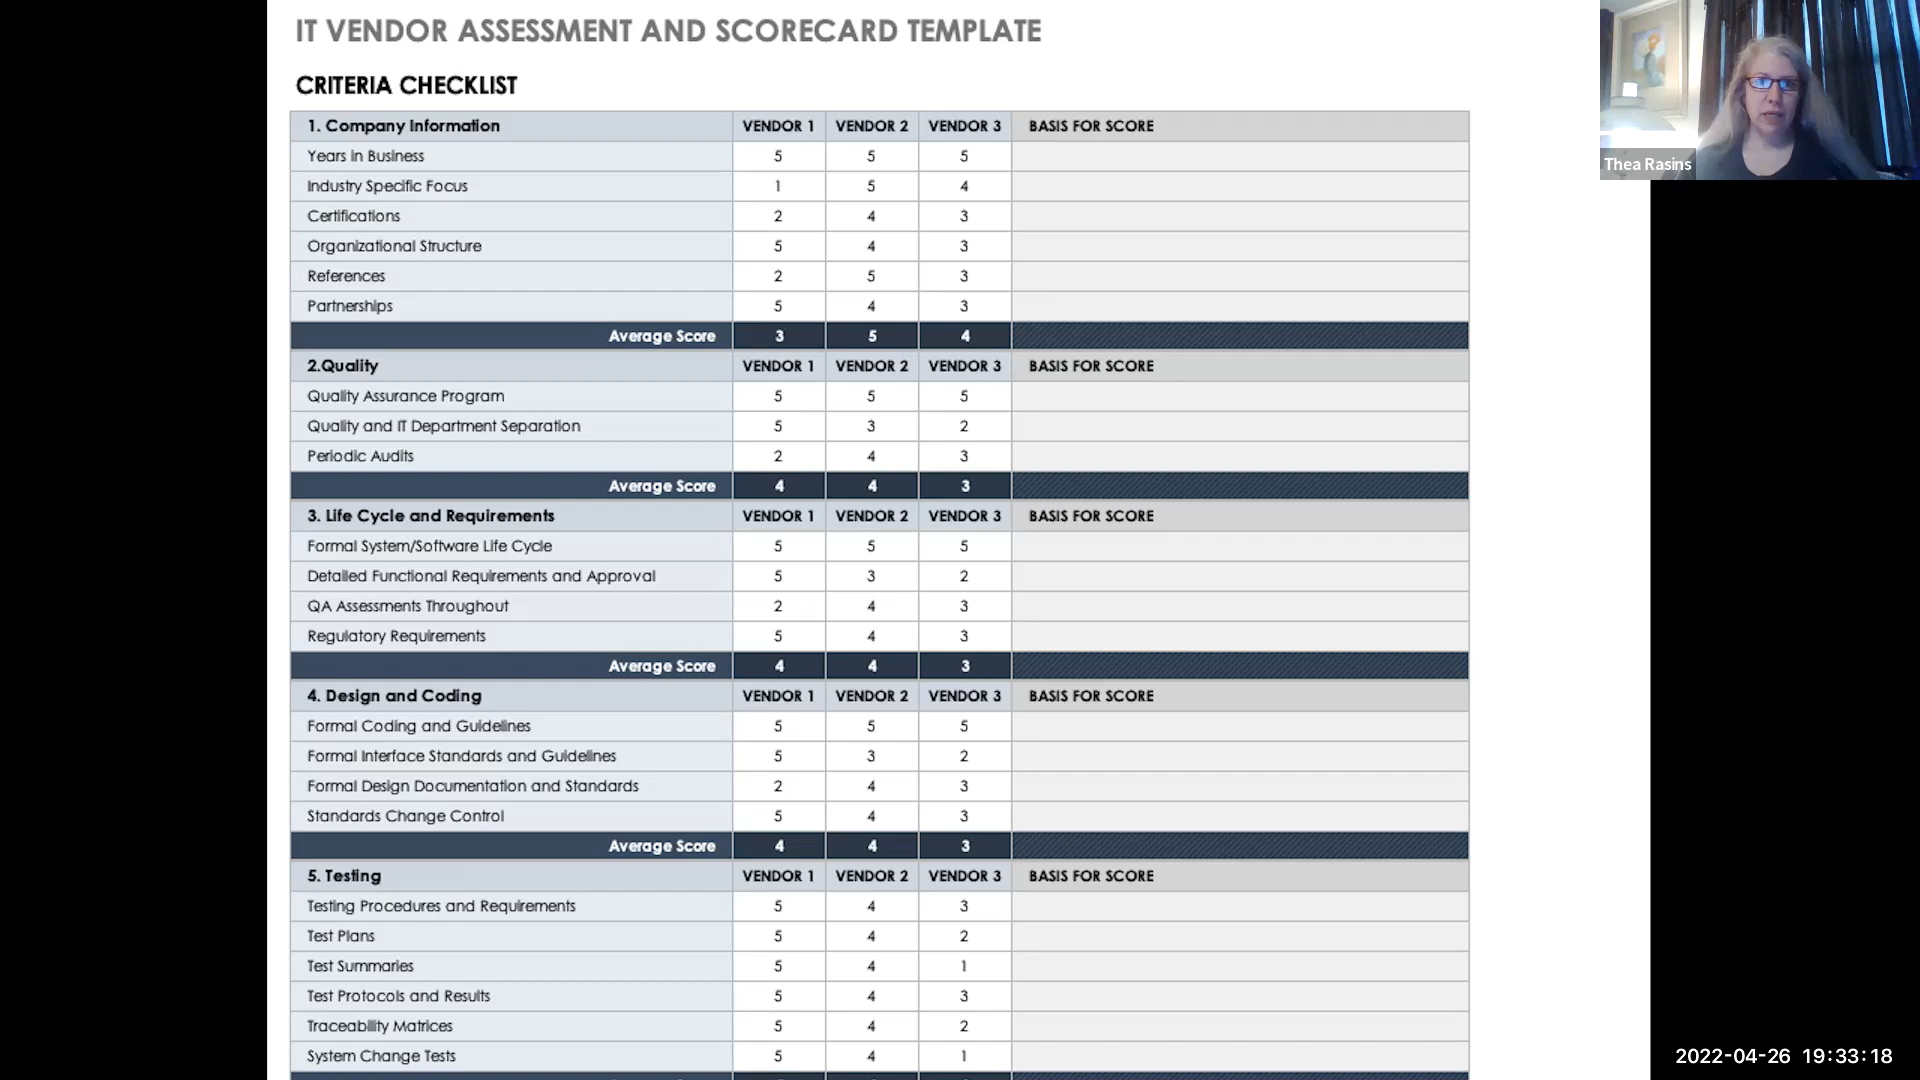 IT VENDOR ASSESSMENT AND SCORECARD TEMPLATE
CRITERIA CHECKLIST
1. Company Information VENDOR 1 VENDOR 2 VENDOR 3 BASIS FOR SCORE
Years in Business 5 5 5
Industry Specific Focus 1 5 4
Certifications 2 4 3
Organizational Structure 5 4 3
References 2 5 3
Partnerships 5 4 3
Average Score 3 5 4
2.Quality VENDOR 1 VENDOR 2 VENDOR 3 BASIS FOR SCORE
Quality Assurance Program 5 5 5
Quality and IT Department Separation 5 3 2
Periodic Audits 2 4 3
Average Score 4 4 3
3. Life Cycle and Requirements VENDOR 1 VENDOR 2 VENDOR 3 BASIS FOR SCORE
Formal System/Software Life Cycle 5 5 5
Detailed Functional Requirements and Approval 5 3 2
QA Assessments Throughout 2 4 3
Regulatory Requirements 5 4 3
Average Score 4 4 3
4. Design and Coding VENDOR 1 VENDOR 2 VENDOR 3 BASIS FOR SCORE
Formal Coding and Guidelines 5 5 5
Formal Interface Standards and Guidelines 5 3 2
Formal Design Documentation and Standards 2 4 3
Standards Change Control 5 4 3
Average Score 4 4 3
5. Testing VENDOR 1 VENDOR 2 VENDOR 3 BASIS FOR SCORE
Testing Procedures and Requirements 5 4 3
Test Plans 5 4 2
Test Summaries 5 4 1
Test Protocols and Results 5 4 3
Traceability Matrices 5 4 2
System Change Tests 5 4 1
Thea Rasins
2022-04-26 19:33:18